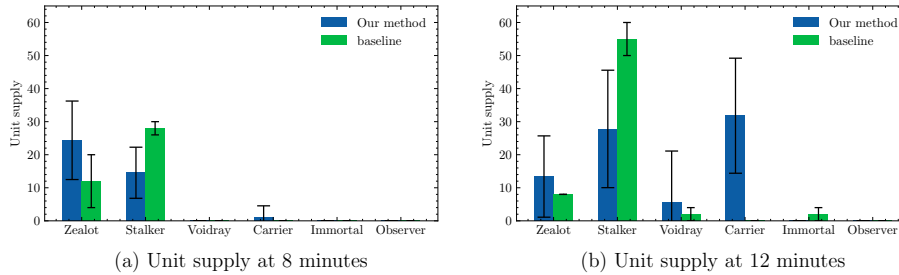 60
50
40
30
20
10
0
Unit supply
Our method
baseline
Zealot Stalker Voidray Carrier Immortal Observer
(a) Unit supply at 8 minutes
60
50
40
30
20
10
0
Unit supply
Our method
baseline
Zealot Stalker Voidray Carrier Immortal Observer
(b) Unit supply at 12 minutes